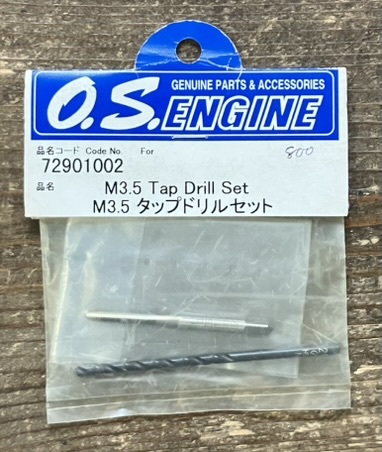 GENUINE PARTS & ACCESSORIES
O.S. ENGINE
品名コード Code No. For
800
72901002
品名 M3.5 Tap Drill Set
M3.5 タップドリルセット